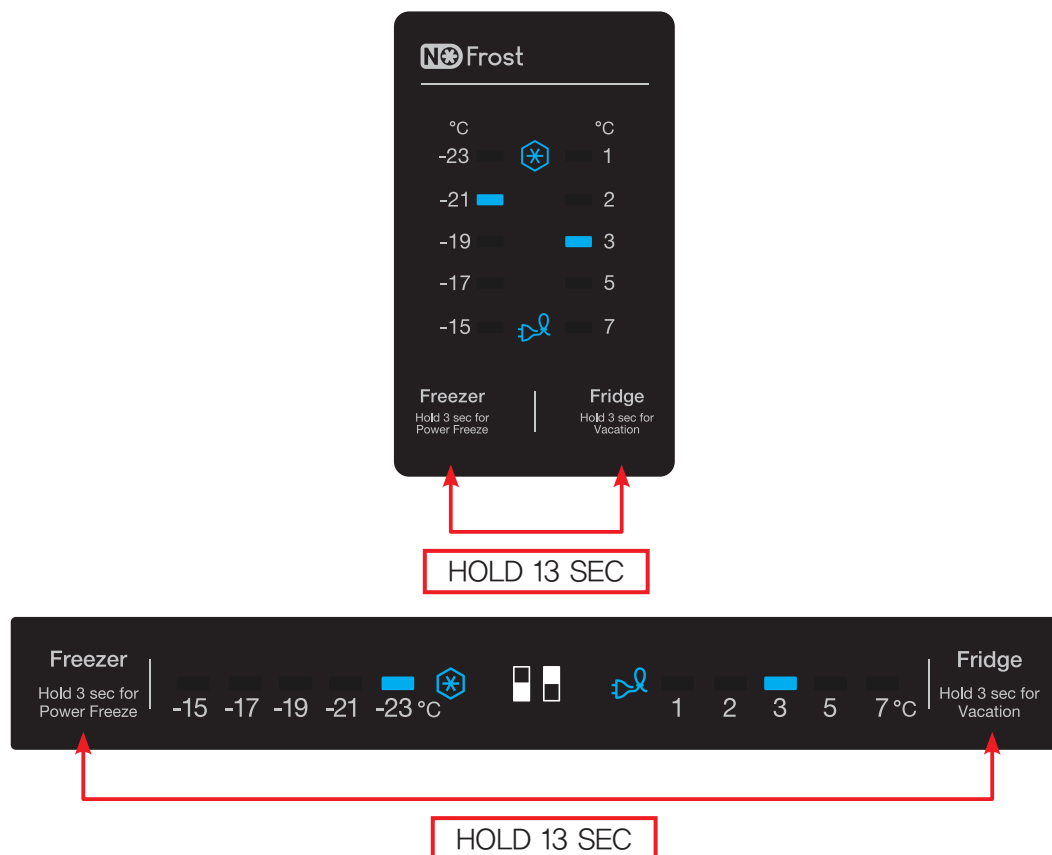 NO Frost
°C °C
-23 1
-21 2
-19 3
-17 5
-15 7
Freezer Fridge
Hold 3 sec for Hold 3 sec for
Power Freeze Vacation
HOLD 13 SEC
Freezer Fridge
Hold 3 sec for Hold 3 sec for
Power Freeze -15 -17 -19 -21 -23 °C 1 2 3 5 7 °C Vacation
HOLD 13 SEC